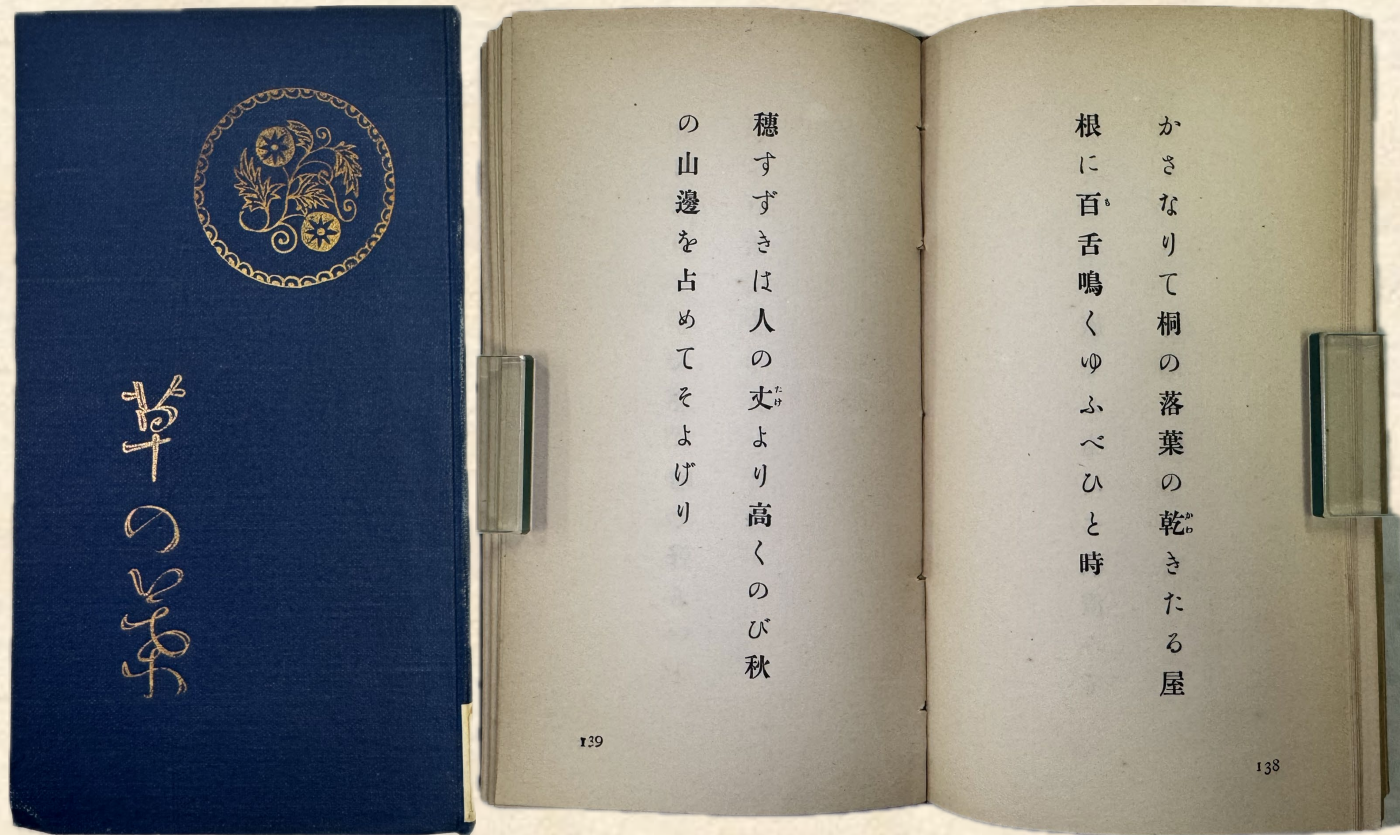 草の葉
かさなりて桐の落葉の乾きたる屋
根に百舌鳴くゆふべひと時
138
穗すずきは人の丈より高くのび秋
の山邊を占めてそよげり
139